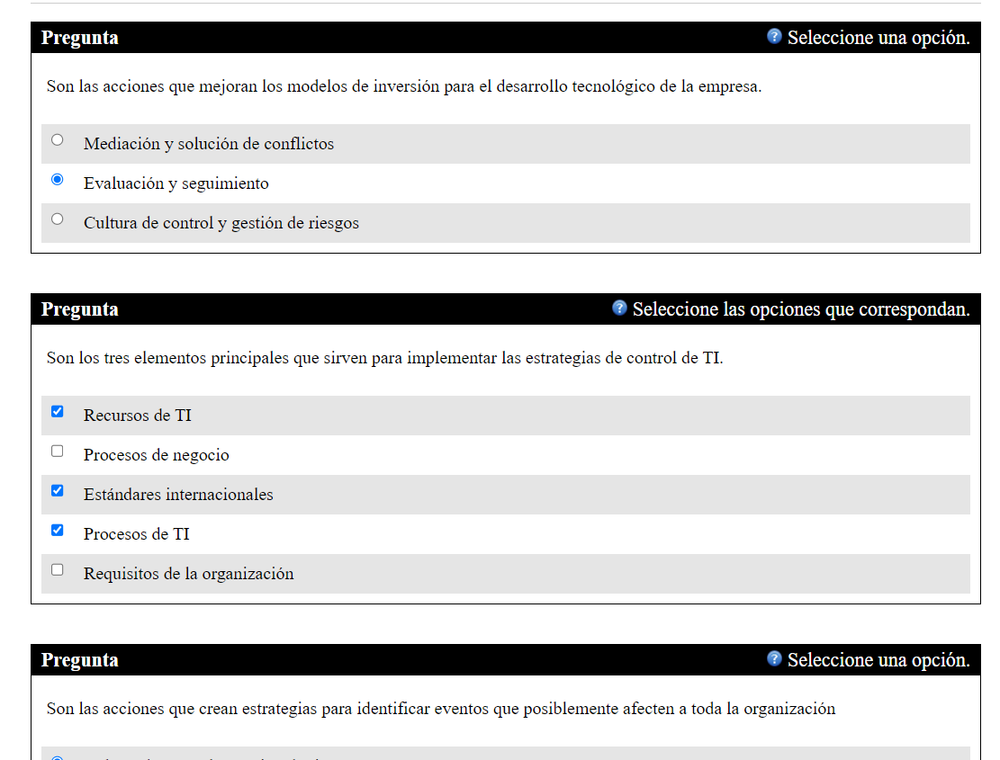 Pregunta
Seleccione una opción.
Son las acciones que mejoran los modelos de inversión para el desarrollo tecnológico de la empresa.
Mediación y solución de conflictos
Evaluación y seguimiento
Cultura de control y gestión de riesgos
Pregunta
Seleccione las opciones que correspondan.
Son los tres elementos principales que sirven para implementar las estrategias de control de TI.
Recursos de TI
Procesos de negocio
Estándares internacionales
Procesos de TI
Requisitos de la organización
Pregunta
Seleccione una opción.
Son las acciones que crean estrategias para identificar eventos que posiblemente afecten a toda la organización